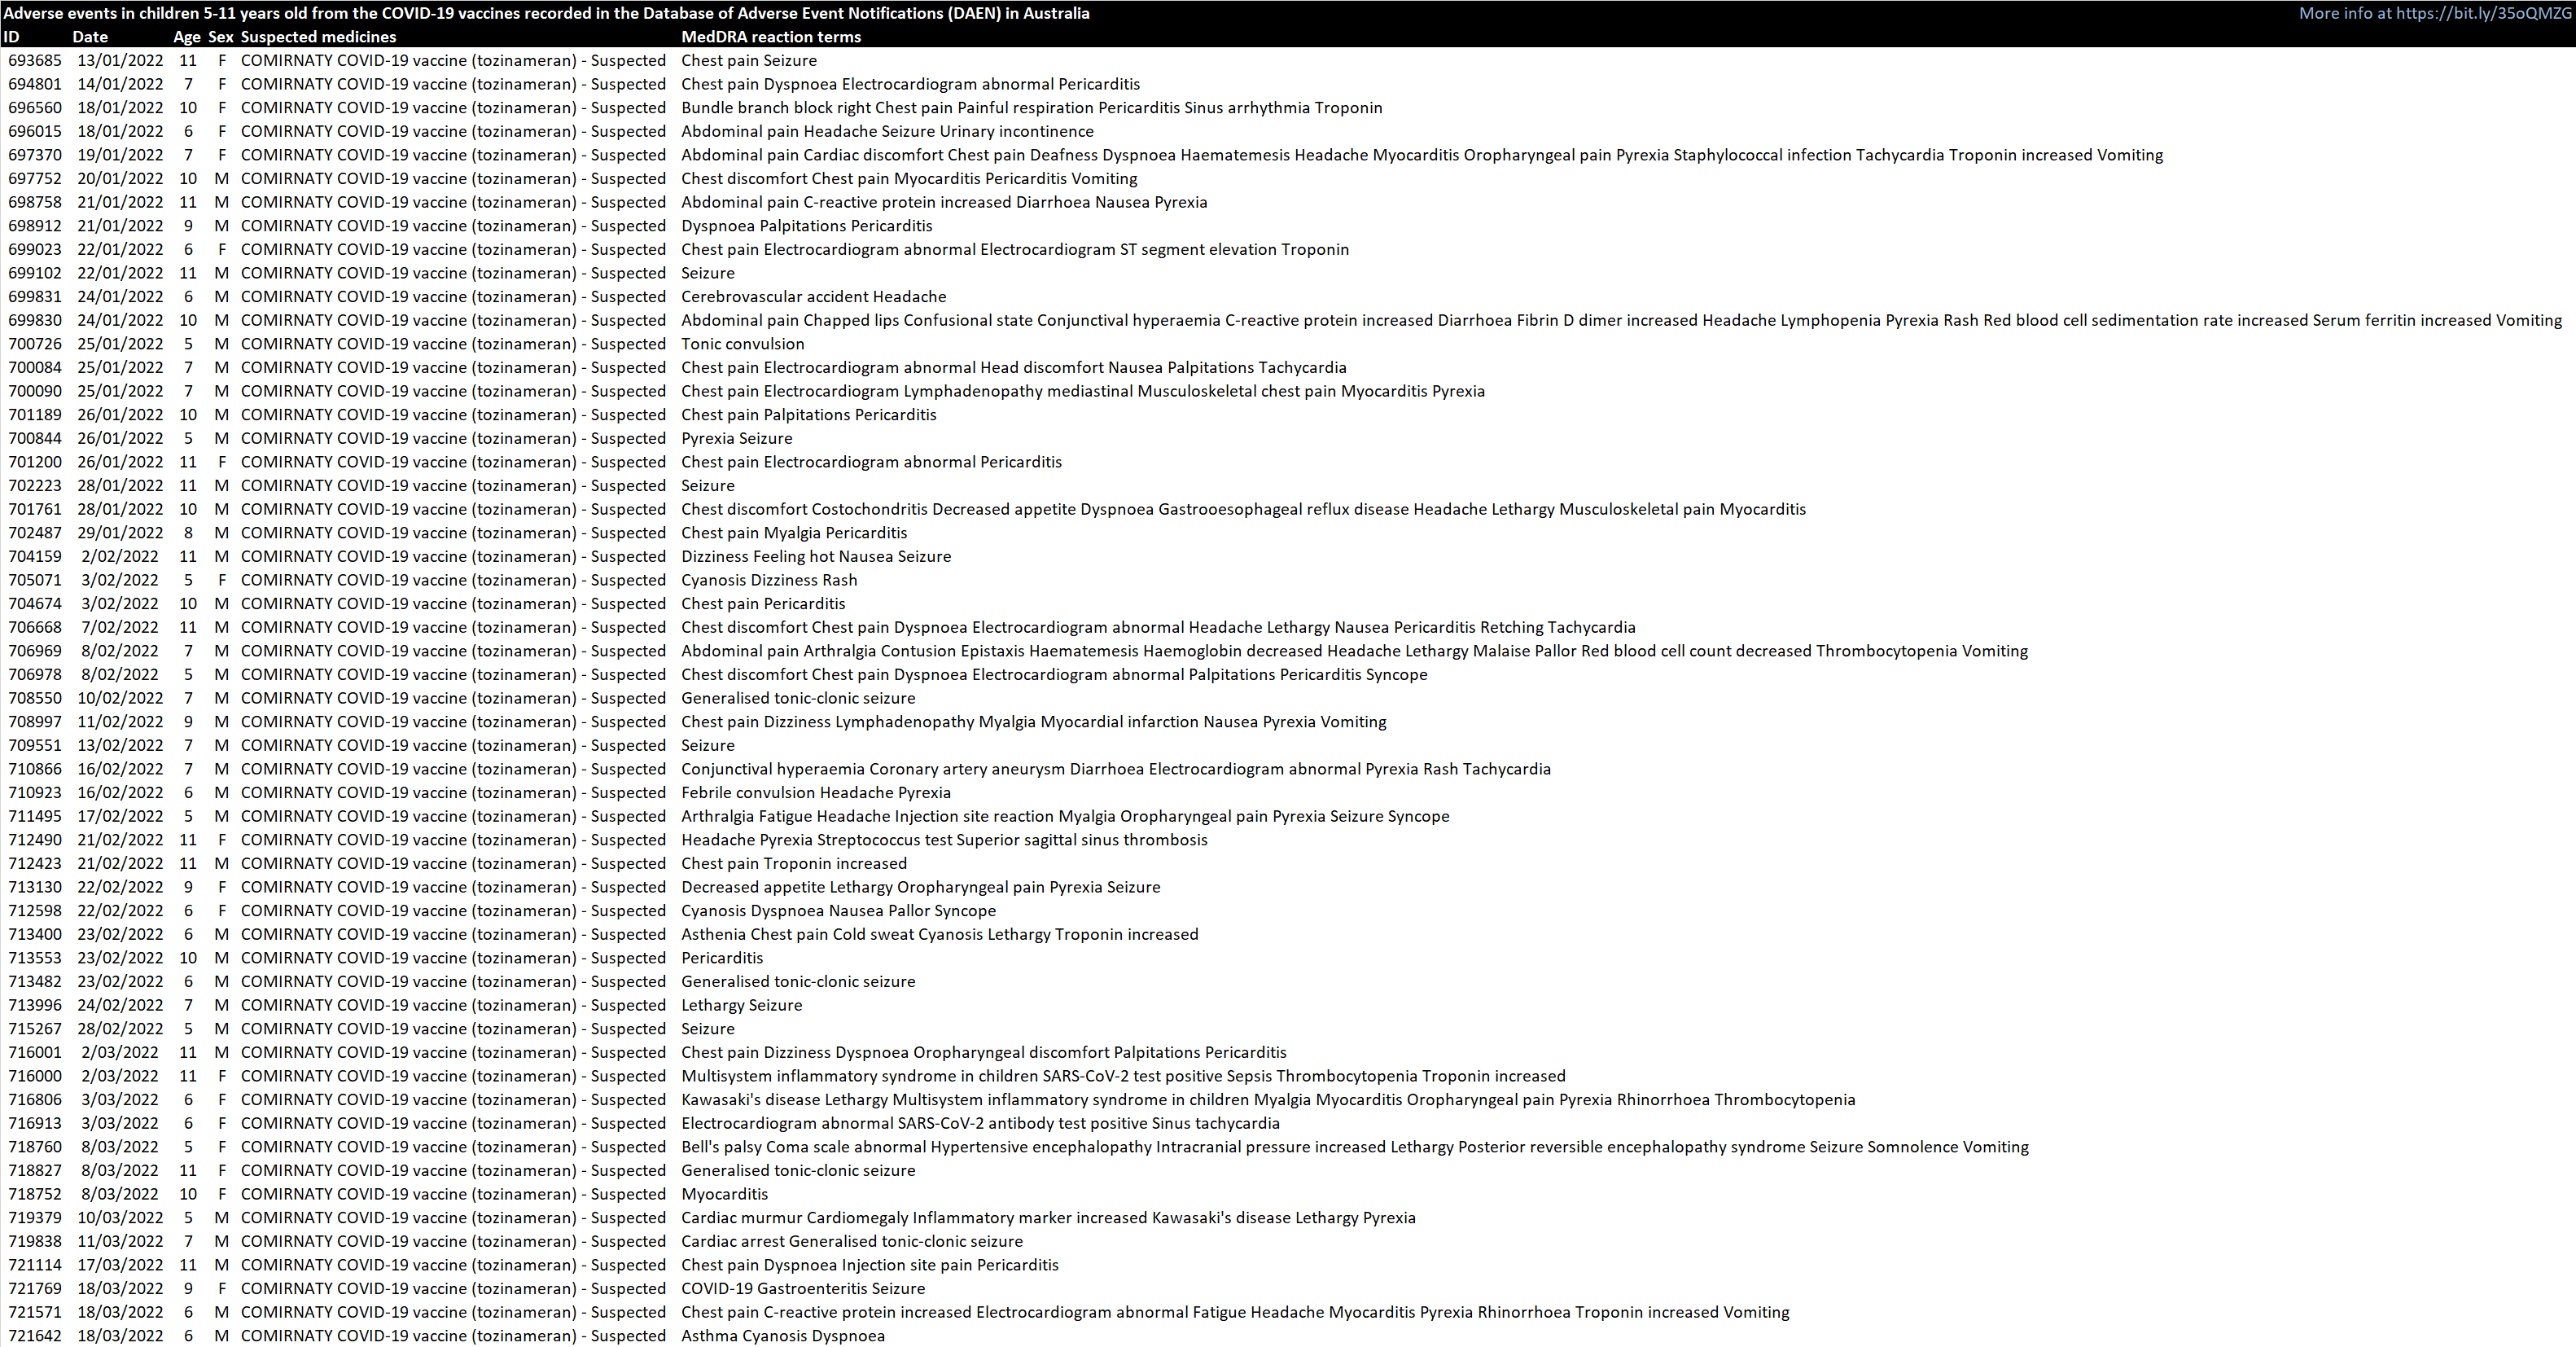 Adverse events in children 5-11 years old from the COVID-19 vaccines recorded in the Database of Adverse Event Notifications (DAEN) in Australia More info at https://bit.ly/35oQMZG
ID Date Age Sex Suspected medicines MedDRA reaction terms
693685 13/01/2022 11 F COMIRNATY COVID-19 vaccine (tozinameran) - Suspected Chest pain Seizure
694801 14/01/2022 7 F COMIRNATY COVID-19 vaccine (tozinameran) - Suspected Chest pain Dyspnoea Electrocardiogram abnormal Pericarditis
696560 18/01/2022 10 F COMIRNATY COVID-19 vaccine (tozinameran) - Suspected Bundle branch block right Chest pain Painful respiration Pericarditis Sinus arrhythmia Troponin
696015 18/01/2022 6 F COMIRNATY COVID-19 vaccine (tozinameran) - Suspected Abdominal pain Headache Seizure Urinary incontinence
697370 19/01/2022 7 F COMIRNATY COVID-19 vaccine (tozinameran) - Suspected Abdominal pain Cardiac discomfort Chest pain Deafness Dyspnoea Haematemesis Headache Myocarditis Oropharyngeal pain Pyrexia Staphylococcal infection Tachycardia Troponin increased Vomiting
697752 20/01/2022 10 M COMIRNATY COVID-19 vaccine (tozinameran) - Suspected Chest discomfort Chest pain Myocarditis Pericarditis Vomiting
698758 21/01/2022 11 M COMIRNATY COVID-19 vaccine (tozinameran) - Suspected Abdominal pain C-reactive protein increased Diarrhoea Nausea Pyrexia
698912 21/01/2022 9 M COMIRNATY COVID-19 vaccine (tozinameran) - Suspected Dyspnoea Palpitations Pericarditis
699023 22/01/2022 6 F COMIRNATY COVID-19 vaccine (tozinameran) - Suspected Chest pain Electrocardiogram abnormal Electrocardiogram ST segment elevation Troponin
699102 22/01/2022 11 M COMIRNATY COVID-19 vaccine (tozinameran) - Suspected Seizure
699831 24/01/2022 6 M COMIRNATY COVID-19 vaccine (tozinameran) - Suspected Cerebrovascular accident Headache
699830 24/01/2022 10 M COMIRNATY COVID-19 vaccine (tozinameran) - Suspected Abdominal pain Chapped lips Confusional state Conjunctival hyperaemia C-reactive protein increased Diarrhoea Fibrin D dimer increased Headache Lymphopenia Pyrexia Rash Red blood cell sedimentation rate increased Serum ferritin increased Vomiting
700726 25/01/2022 5 M COMIRNATY COVID-19 vaccine (tozinameran) - Suspected Tonic convulsion
700084 25/01/2022 7 M COMIRNATY COVID-19 vaccine (tozinameran) - Suspected Chest pain Electrocardiogram abnormal Head discomfort Nausea Palpitations Tachycardia
700090 25/01/2022 7 M COMIRNATY COVID-19 vaccine (tozinameran) - Suspected Chest pain Electrocardiogram Lymphadenopathy mediastinal Musculoskeletal chest pain Myocarditis Pyrexia
701189 26/01/2022 10 M COMIRNATY COVID-19 vaccine (tozinameran) - Suspected Chest pain Palpitations Pericarditis
700844 26/01/2022 5 M COMIRNATY COVID-19 vaccine (tozinameran) - Suspected Pyrexia Seizure
701200 26/01/2022 11 F COMIRNATY COVID-19 vaccine (tozinameran) - Suspected Chest pain Electrocardiogram abnormal Pericarditis
702223 28/01/2022 11 M COMIRNATY COVID-19 vaccine (tozinameran) - Suspected Seizure
701761 28/01/2022 10 M COMIRNATY COVID-19 vaccine (tozinameran) - Suspected Chest discomfort Costochondritis Decreased appetite Dyspnoea Gastrooesophageal reflux disease Headache Lethargy Musculoskeletal pain Myocarditis
702487 29/01/2022 8 M COMIRNATY COVID-19 vaccine (tozinameran) - Suspected Chest pain Myalgia Pericarditis
704159 2/02/2022 11 M COMIRNATY COVID-19 vaccine (tozinameran) - Suspected Dizziness Feeling hot Nausea Seizure
705071 3/02/2022 5 F COMIRNATY COVID-19 vaccine (tozinameran) - Suspected Cyanosis Dizziness Rash
704674 3/02/2022 10 M COMIRNATY COVID-19 vaccine (tozinameran) - Suspected Chest pain Pericarditis
706668 7/02/2022 11 M COMIRNATY COVID-19 vaccine (tozinameran) - Suspected Chest discomfort Chest pain Dyspnoea Electrocardiogram abnormal Headache Lethargy Nausea Pericarditis Retching Tachycardia
706969 8/02/2022 7 M COMIRNATY COVID-19 vaccine (tozinameran) - Suspected Abdominal pain Arthralgia Contusion Epistaxis Haematemesis Haemoglobin decreased Headache Lethargy Malaise Pallor Red blood cell count decreased Thrombocytopenia Vomiting
706978 8/02/2022 5 M COMIRNATY COVID-19 vaccine (tozinameran) - Suspected Chest discomfort Chest pain Dyspnoea Electrocardiogram abnormal Palpitations Pericarditis Syncope
708550 10/02/2022 7 M COMIRNATY COVID-19 vaccine (tozinameran) - Suspected Generalised tonic-clonic seizure
708997 11/02/2022 9 M COMIRNATY COVID-19 vaccine (tozinameran) - Suspected Chest pain Dizziness Lymphadenopathy Myalgia Myocardial infarction Nausea Pyrexia Vomiting
709551 13/02/2022 7 M COMIRNATY COVID-19 vaccine (tozinameran) - Suspected Seizure
710866 16/02/2022 7 M COMIRNATY COVID-19 vaccine (tozinameran) - Suspected Conjunctival hyperaemia Coronary artery aneurysm Diarrhoea Electrocardiogram abnormal Pyrexia Rash Tachycardia
710923 16/02/2022 6 M COMIRNATY COVID-19 vaccine (tozinameran) - Suspected Febrile convulsion Headache Pyrexia
711495 17/02/2022 5 M COMIRNATY COVID-19 vaccine (tozinameran) - Suspected Arthralgia Fatigue Headache Injection site reaction Myalgia Oropharyngeal pain Pyrexia Seizure Syncope
712490 21/02/2022 11 F COMIRNATY COVID-19 vaccine (tozinameran) - Suspected Headache Pyrexia Streptococcus test Superior sagittal sinus thrombosis
712423 21/02/2022 11 M COMIRNATY COVID-19 vaccine (tozinameran) - Suspected Chest pain Troponin increased
713130 22/02/2022 9 F COMIRNATY COVID-19 vaccine (tozinameran) - Suspected Decreased appetite Lethargy Oropharyngeal pain Pyrexia Seizure
712598 22/02/2022 6 F COMIRNATY COVID-19 vaccine (tozinameran) - Suspected Cyanosis Dyspnoea Nausea Pallor Syncope
713400 23/02/2022 6 M COMIRNATY COVID-19 vaccine (tozinameran) - Suspected Asthenia Chest pain Cold sweat Cyanosis Lethargy Troponin increased
713553 23/02/2022 10 M COMIRNATY COVID-19 vaccine (tozinameran) - Suspected Pericarditis
713482 23/02/2022 6 M COMIRNATY COVID-19 vaccine (tozinameran) - Suspected Generalised tonic-clonic seizure
713996 24/02/2022 7 M COMIRNATY COVID-19 vaccine (tozinameran) - Suspected Lethargy Seizure
715267 28/02/2022 5 M COMIRNATY COVID-19 vaccine (tozinameran) - Suspected Seizure
716001 2/03/2022 11 M COMIRNATY COVID-19 vaccine (tozinameran) - Suspected Chest pain Dizziness Dyspnoea Oropharyngeal discomfort Palpitations Pericarditis
716000 2/03/2022 11 F COMIRNATY COVID-19 vaccine (tozinameran) - Suspected Multisystem inflammatory syndrome in children SARS-CoV-2 test positive Sepsis Thrombocytopenia Troponin increased
716806 3/03/2022 6 F COMIRNATY COVID-19 vaccine (tozinameran) - Suspected Kawasaki's disease Lethargy Multisystem inflammatory syndrome in children Myalgia Myocarditis Oropharyngeal pain Pyrexia Rhinorrhoea Thrombocytopenia
716913 3/03/2022 6 F COMIRNATY COVID-19 vaccine (tozinameran) - Suspected Electrocardiogram abnormal SARS-CoV-2 antibody test positive Sinus tachycardia
718760 8/03/2022 5 F COMIRNATY COVID-19 vaccine (tozinameran) - Suspected Bell's palsy Coma scale abnormal Hypertensive encephalopathy Intracranial pressure increased Lethargy Posterior reversible encephalopathy syndrome Seizure Somnolence Vomiting
718827 8/03/2022 11 F COMIRNATY COVID-19 vaccine (tozinameran) - Suspected Generalised tonic-clonic seizure
718752 8/03/2022 10 F COMIRNATY COVID-19 vaccine (tozinameran) - Suspected Myocarditis
719379 10/03/2022 5 M COMIRNATY COVID-19 vaccine (tozinameran) - Suspected Cardiac murmur Cardiomegaly Inflammatory marker increased Kawasaki's disease Lethargy Pyrexia
719838 11/03/2022 7 M COMIRNATY COVID-19 vaccine (tozinameran) - Suspected Cardiac arrest Generalised tonic-clonic seizure
721114 17/03/2022 11 M COMIRNATY COVID-19 vaccine (tozinameran) - Suspected Chest pain Dyspnoea Injection site pain Pericarditis
721769 18/03/2022 9 F COMIRNATY COVID-19 vaccine (tozinameran) - Suspected COVID-19 Gastroenteritis Seizure
721571 18/03/2022 6 M COMIRNATY COVID-19 vaccine (tozinameran) - Suspected Chest pain C-reactive protein increased Electrocardiogram abnormal Fatigue Headache Myocarditis Pyrexia Rhinorrhoea Troponin increased Vomiting
721642 18/03/2022 6 M COMIRNATY COVID-19 vaccine (tozinameran) - Suspected Asthma Cyanosis Dyspnoea